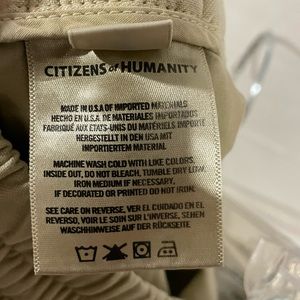 CITIZENS of HUMANITY
MADE IN U.S.A OF IMPORTED MATERIALS
HECHO EN U.S.A. DE MATERIALES IMPORTADOS
FABRIQUÉ AUX ETATS-UNIS DU MATÉRIELS IMPORTÉ
HERGESTELLT IN DEN USA MIT
IMPORTIERTEM MATERIAL
MACHINE WASH COLD WITH LIKE COLORS,
INSIDE OUT, DO NOT BLEACH, TUMBLE DRY LOW,
IRON MEDIUM IF NECESSARY.
IF DECORATED OR PRINTED DO NOT IRON.
SEE CARE ON REVERSE, VER EL CUIDADO EN EL
REVERSO, VOIR LE SOIN DANS L'INVERSE, SEHEN
WASCHHINWEISE AUF DER RÜCKSEITE